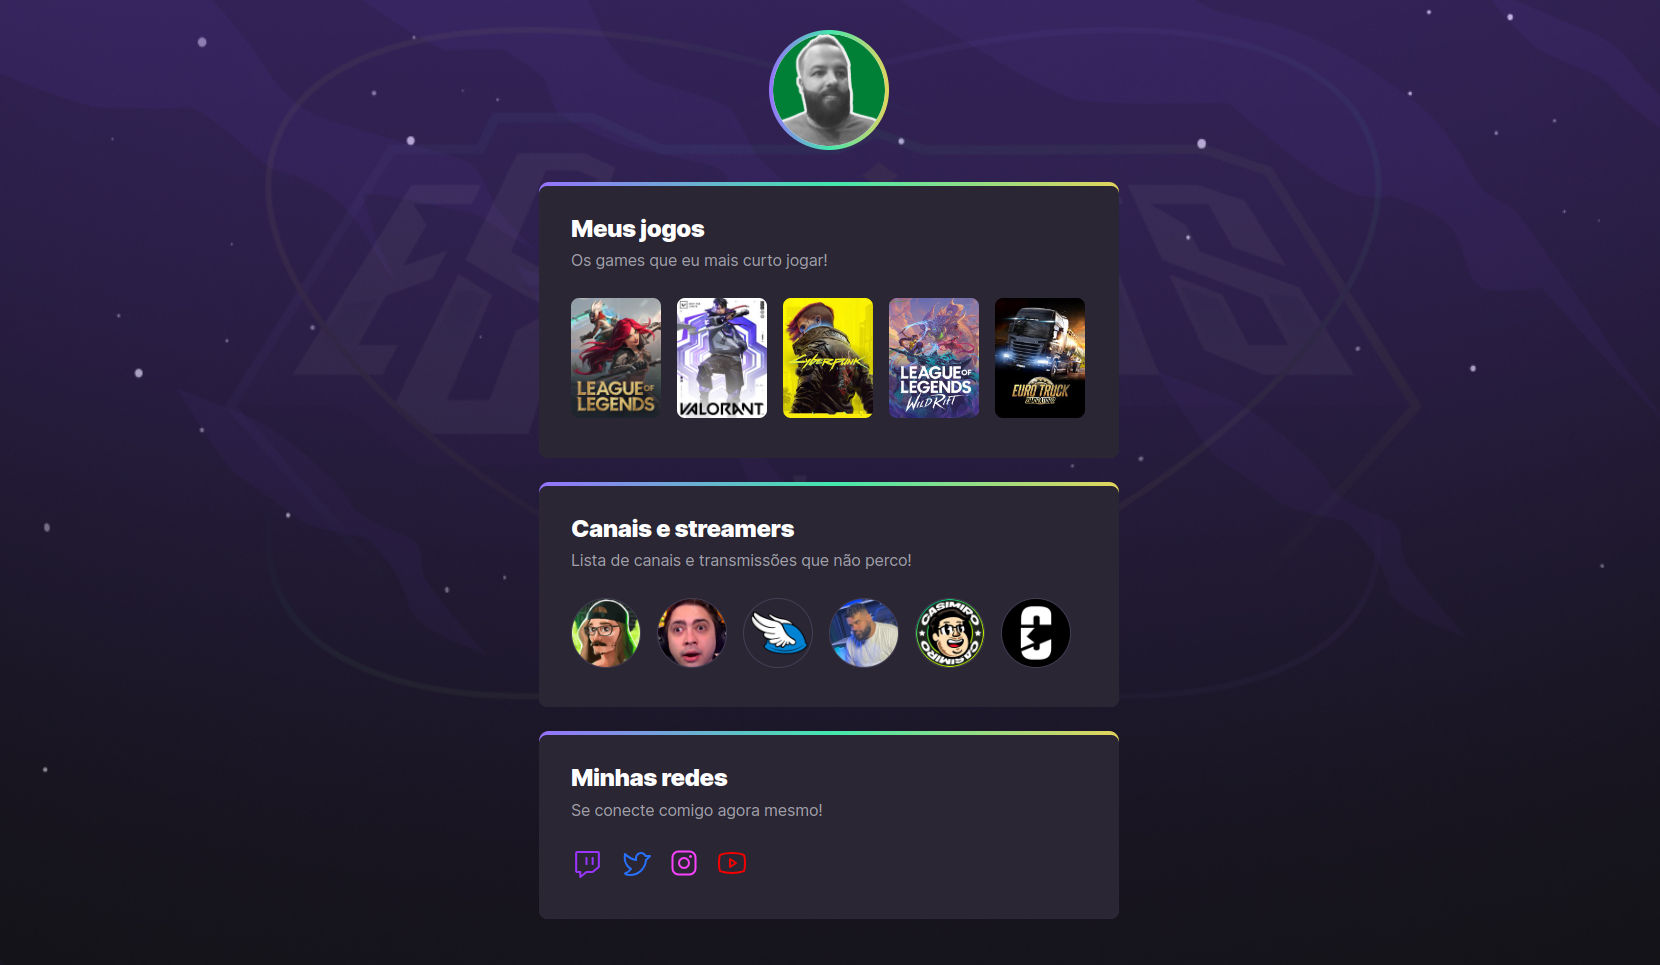 Meus jogos
Os games que eu mais curto jogar!
LEAGUE OF
LEGENDS
VALORANT
Cyberpunk
LEAGUE OF
LEGENDS
WILD RIFT
EURO TRUCK
SIMULATOR 2
Canais e streamers
Lista de canais e transmissões que não perco!
CASIMIRO
CASIMIRO
Minhas redes
Se conecte comigo agora mesmo!